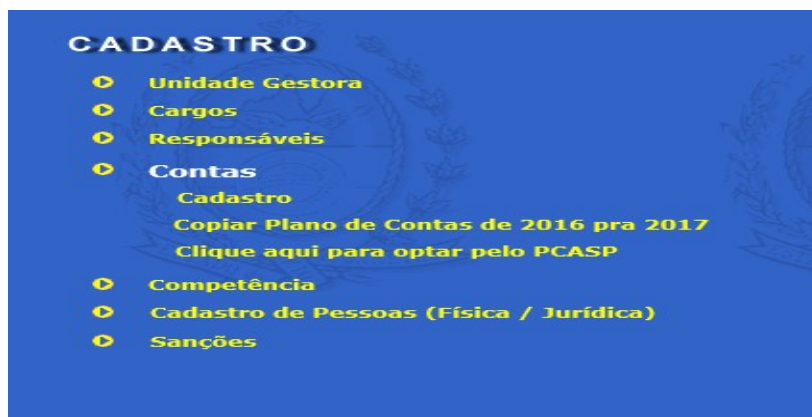 CADASTRO
Unidade Gestora
Cargos
Responsáveis
Contas
Cadastro
Copiar Plano de Contas de 2016 pra 2017
Clique aqui para optar pelo PCASP
Competência
Cadastro de Pessoas (Física / Jurídica)
Sanções